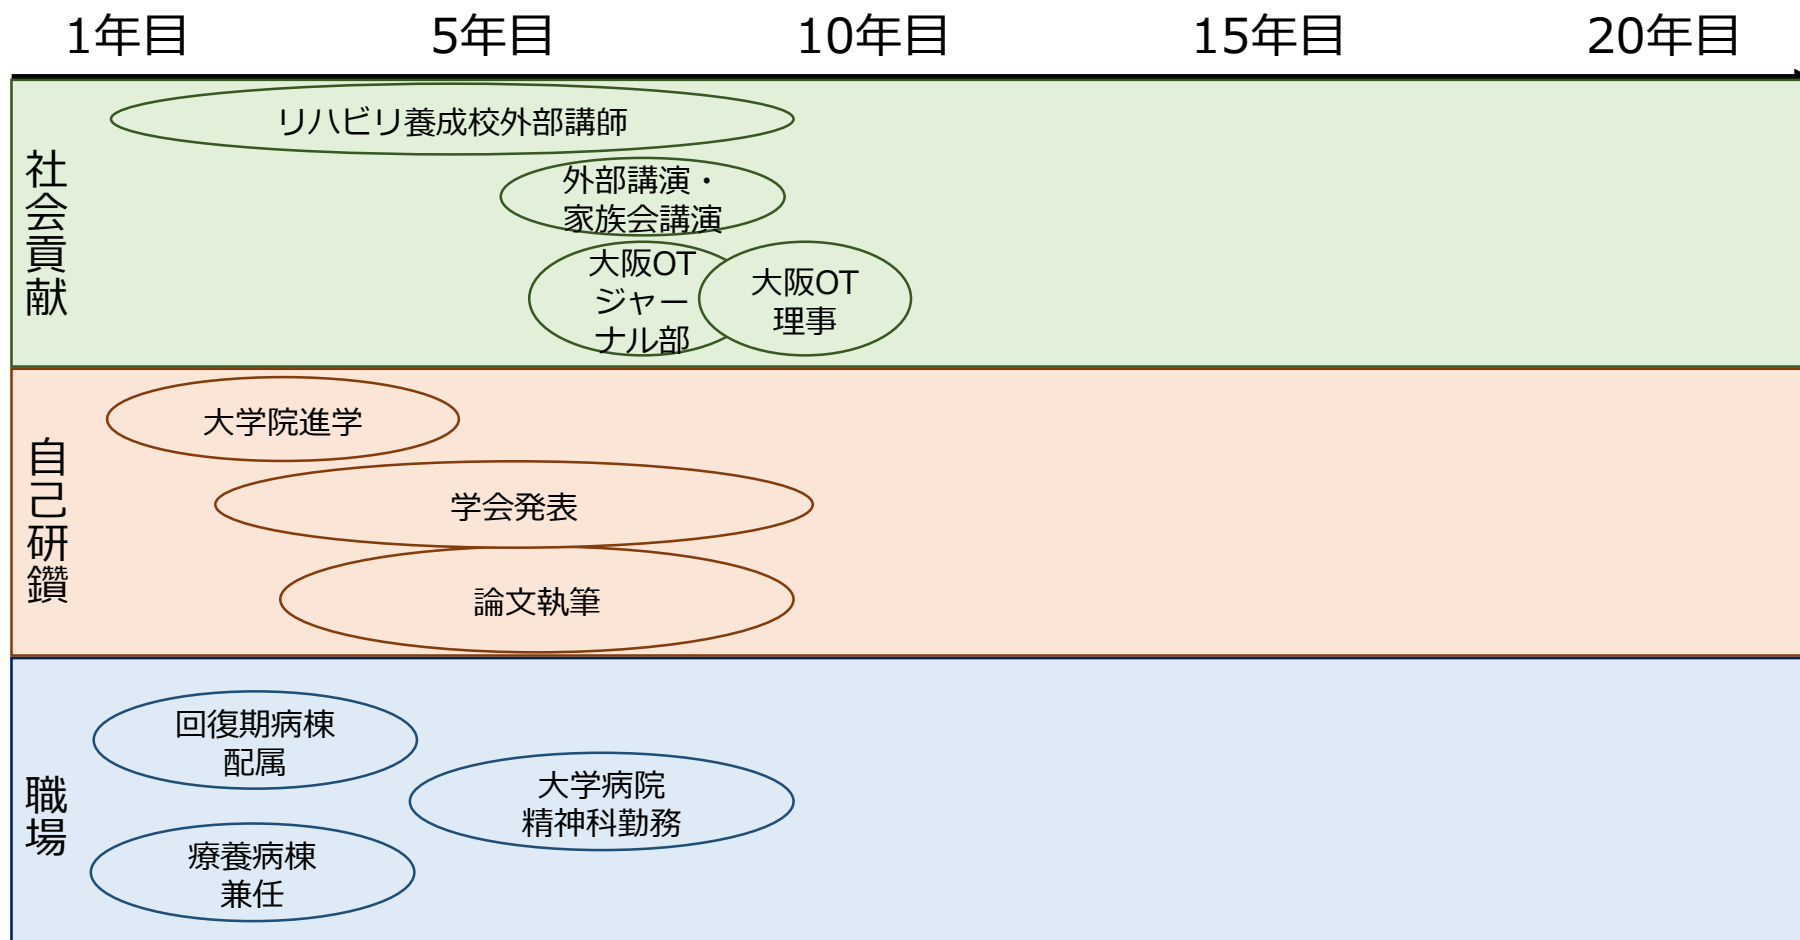 1年目
5年目
10年目
15年目
20年目
社会貢献
リハビリ養成校外部講師
外部講演・
家族会講演
大阪OT
ジャー
ナル部
大阪OT
理事
自己研鑽
大学院進学
学会発表
論文執筆
職場
回復期病棟
配属
大学病院
精神科勤務
療養病棟
兼任